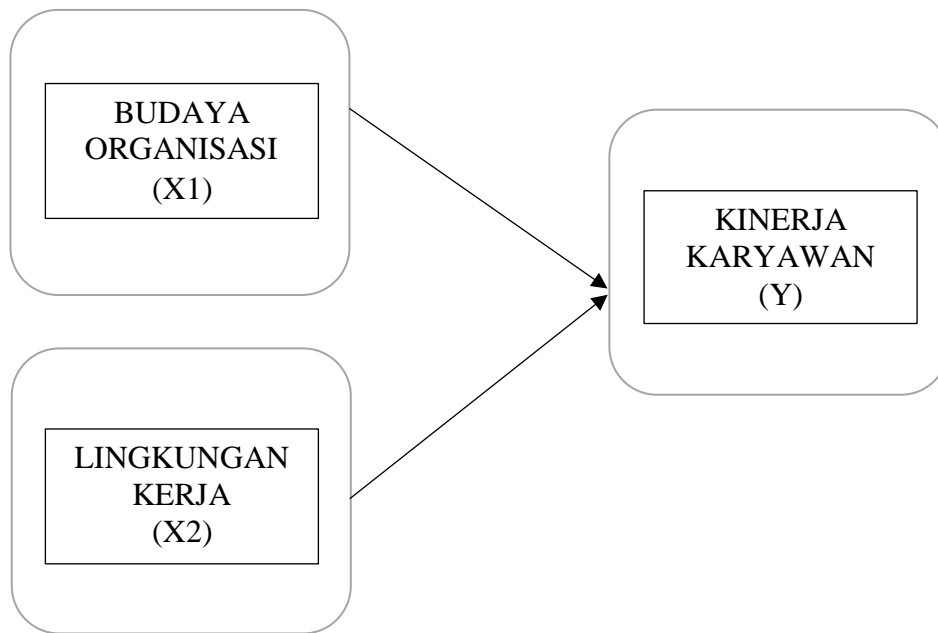 BUDAYA
ORGANISASI
(X1)
KINERJA
KARYAWAN
(Y)
LINGKUNGAN
KERJA
(X2)